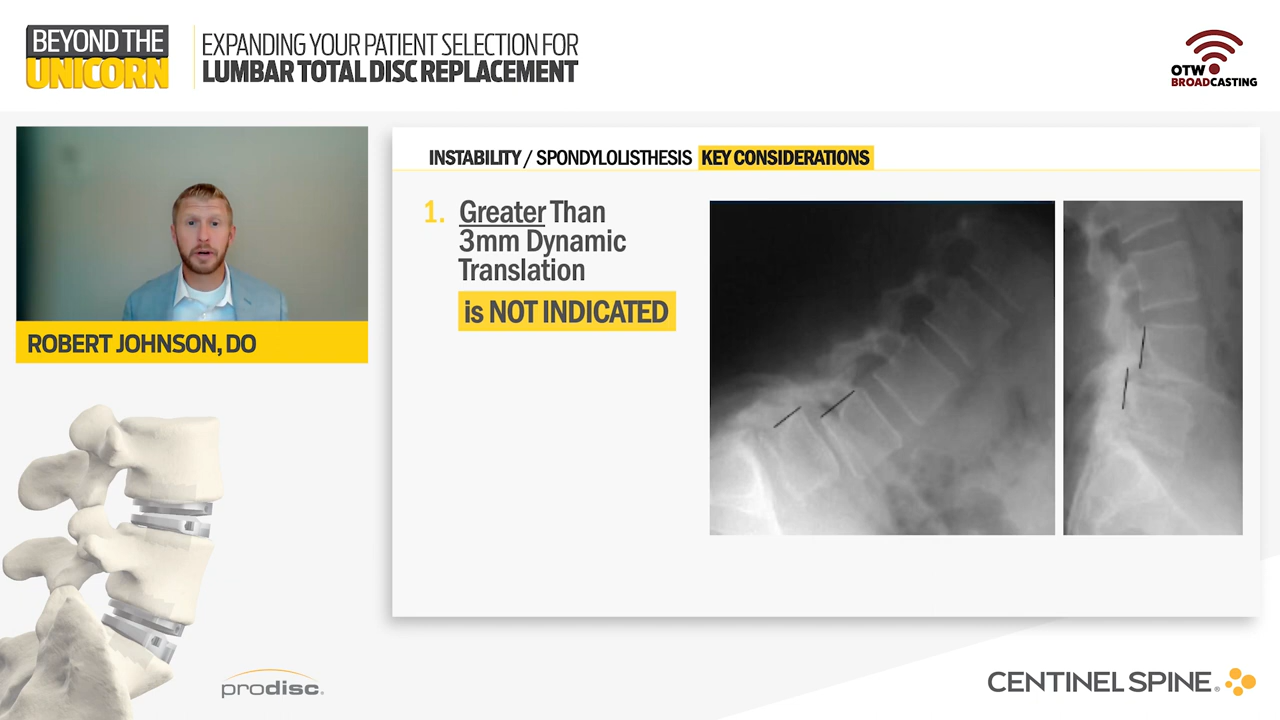 BEYOND THE
UNICORN
EXPANDING YOUR PATIENT SELECTION FOR
LUMBAR TOTAL DISC REPLACEMENT
OTW
BROADCASTING
ROBERT JOHNSON, DO
INSTABILITY / SPONDYLOLISTHESIS KEY CONSIDERATIONS
1. Greater Than
3mm Dynamic
Translation
is NOT INDICATED
prodisc®
CENTINEL SPINE®